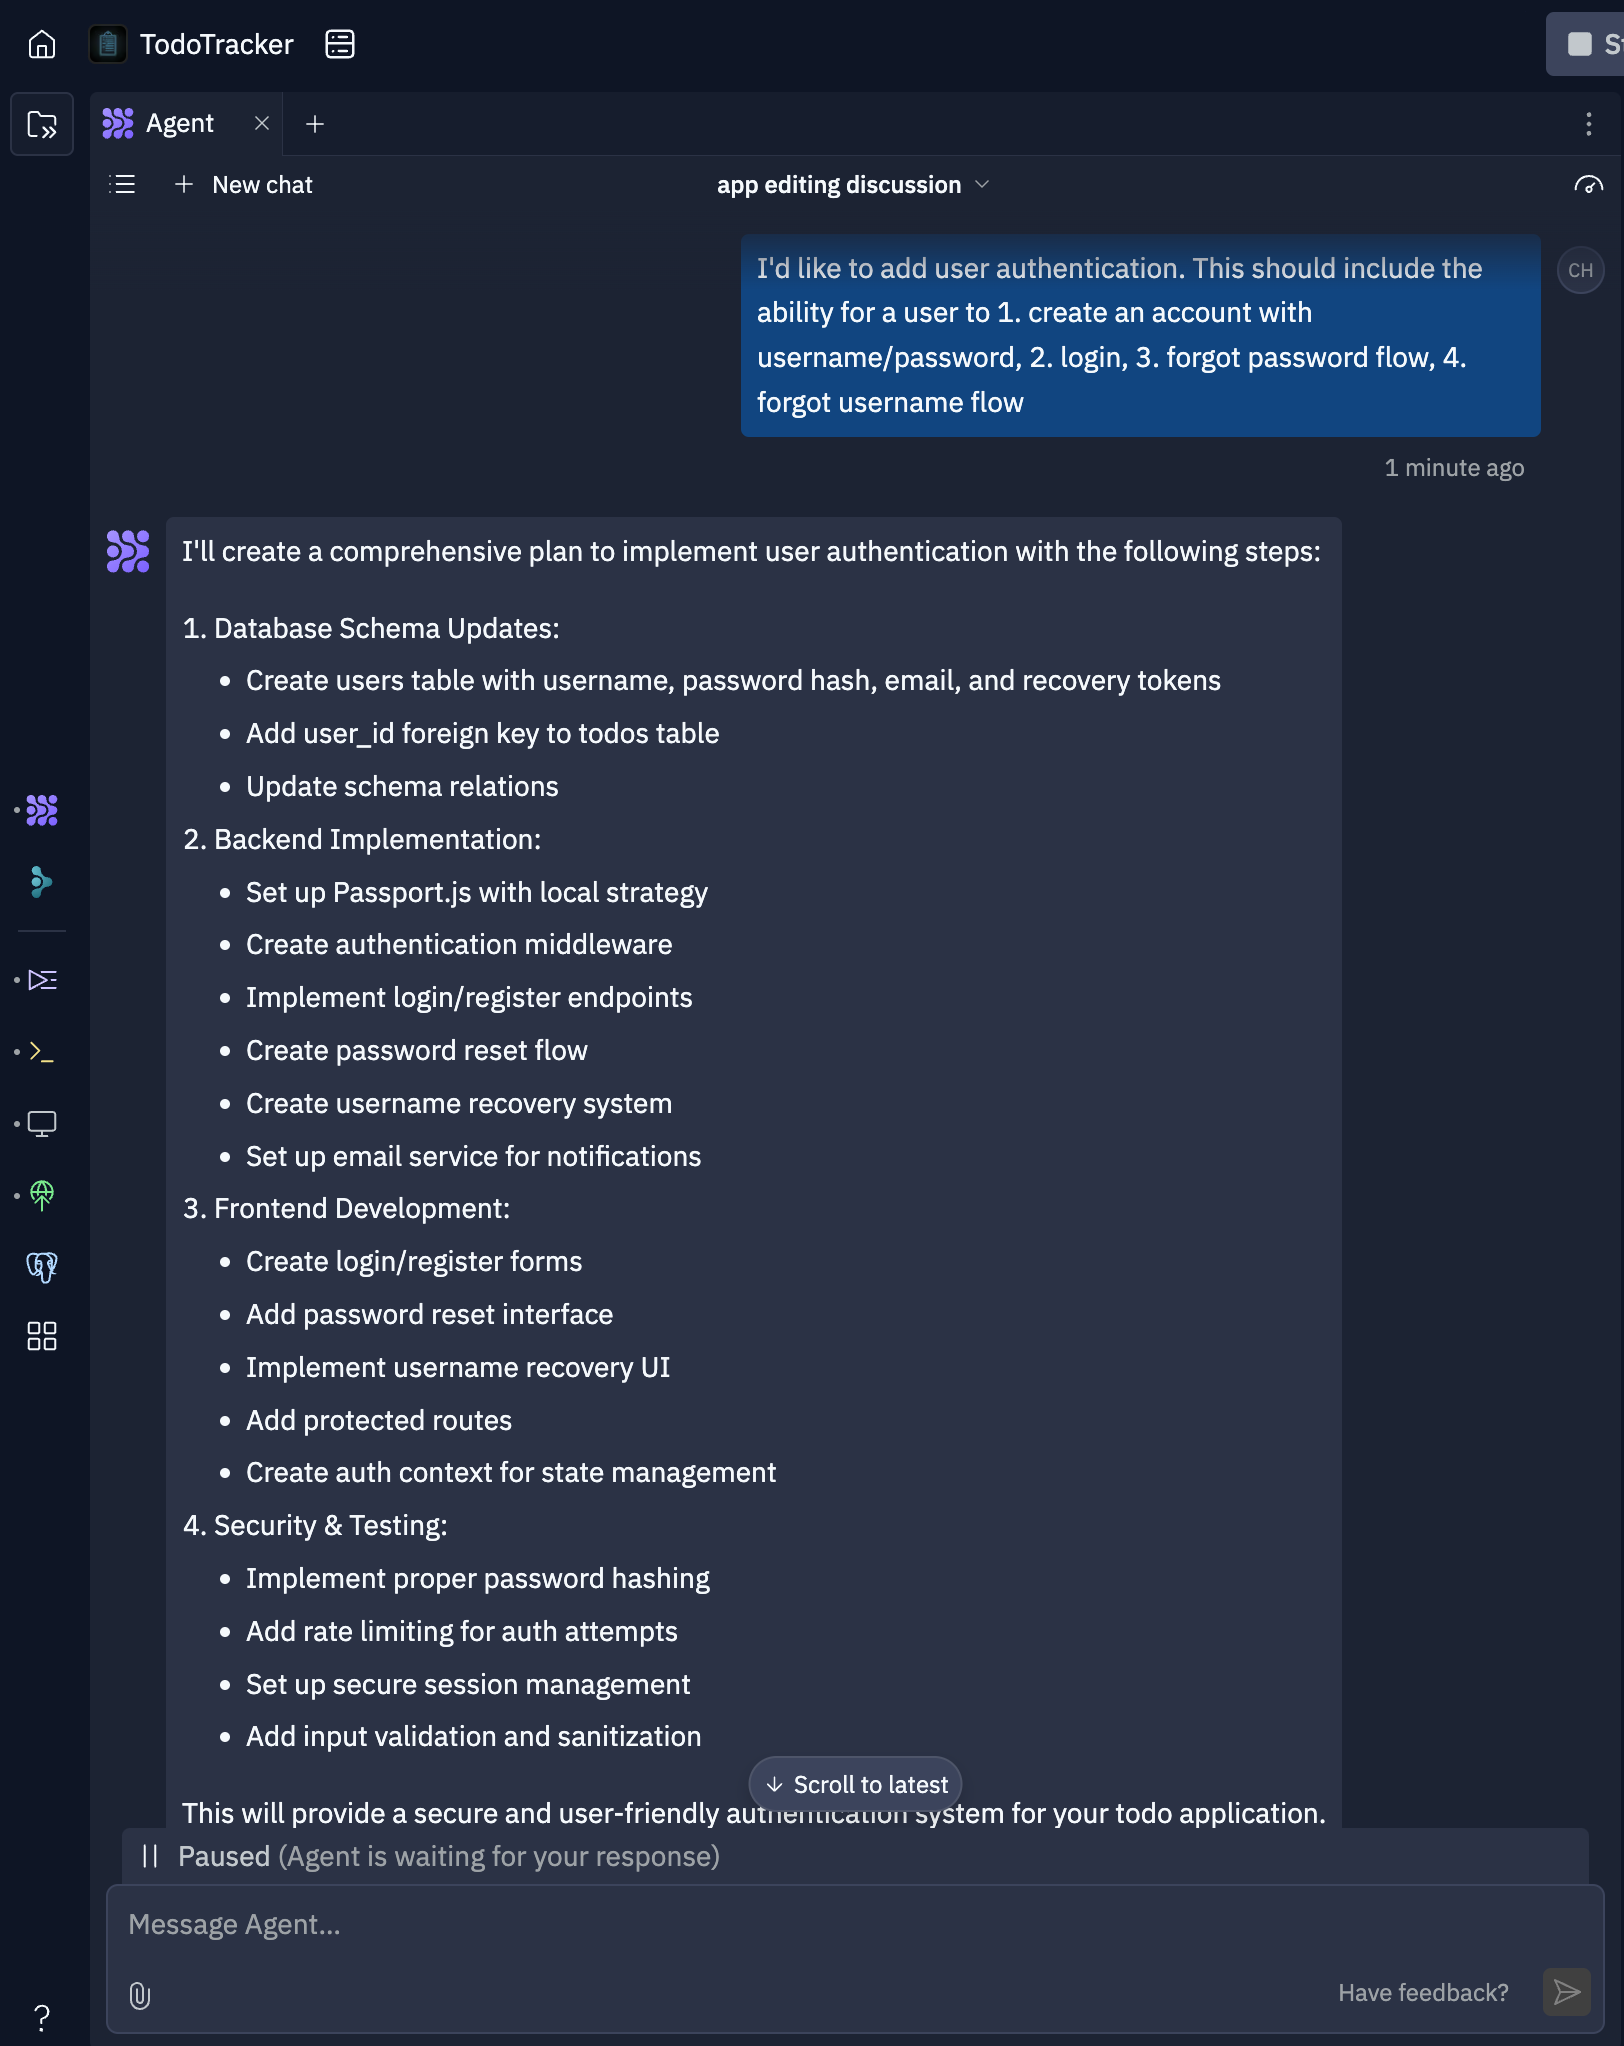 TodoTracker
St
Agent
New chat
app editing discussion
I'd like to add user authentication. This should include the
ability for a user to 1. create an account with
username/password, 2. login, 3. forgot password flow, 4.
forgot username flow
CH
1 minute ago
I'll create a comprehensive plan to implement user authentication with the following steps:
1. Database Schema Updates:
• Create users table with username, password hash, email, and recovery tokens
• Add user_id foreign key to todos table
• Update schema relations
2. Backend Implementation:
• Set up Passport.js with local strategy
• Create authentication middleware
• Implement login/register endpoints
• Create password reset flow
• Create username recovery system
• Set up email service for notifications
3. Frontend Development:
• Create login/register forms
• Add password reset interface
• Implement username recovery UI
• Add protected routes
• Create auth context for state management
4. Security & Testing:
• Implement proper password hashing
• Add rate limiting for auth attempts
• Set up secure session management
• Add input validation and sanitization
Scroll to latest
This will provide a secure and user-friendly authentication system for your todo application.
Paused (Agent is waiting for your response)
Message Agent...
Have feedback?